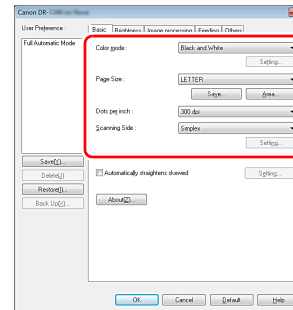 Canon DR-
User Preference :
Full Automatic Mode
Save(Y)...
Delete(J)
Restore(I)...
Back Up(X)...
Basic Brightness Image processing Feeding Others
Color mode : Black and White
Setting...
Page Size : LETTER
Save... Area...
Dots per inch : 300 dpi
Scanning Side : Simplex
Setting...
Automatically straightens skewed Setting...
About(Z)...
OK Cancel Default Help